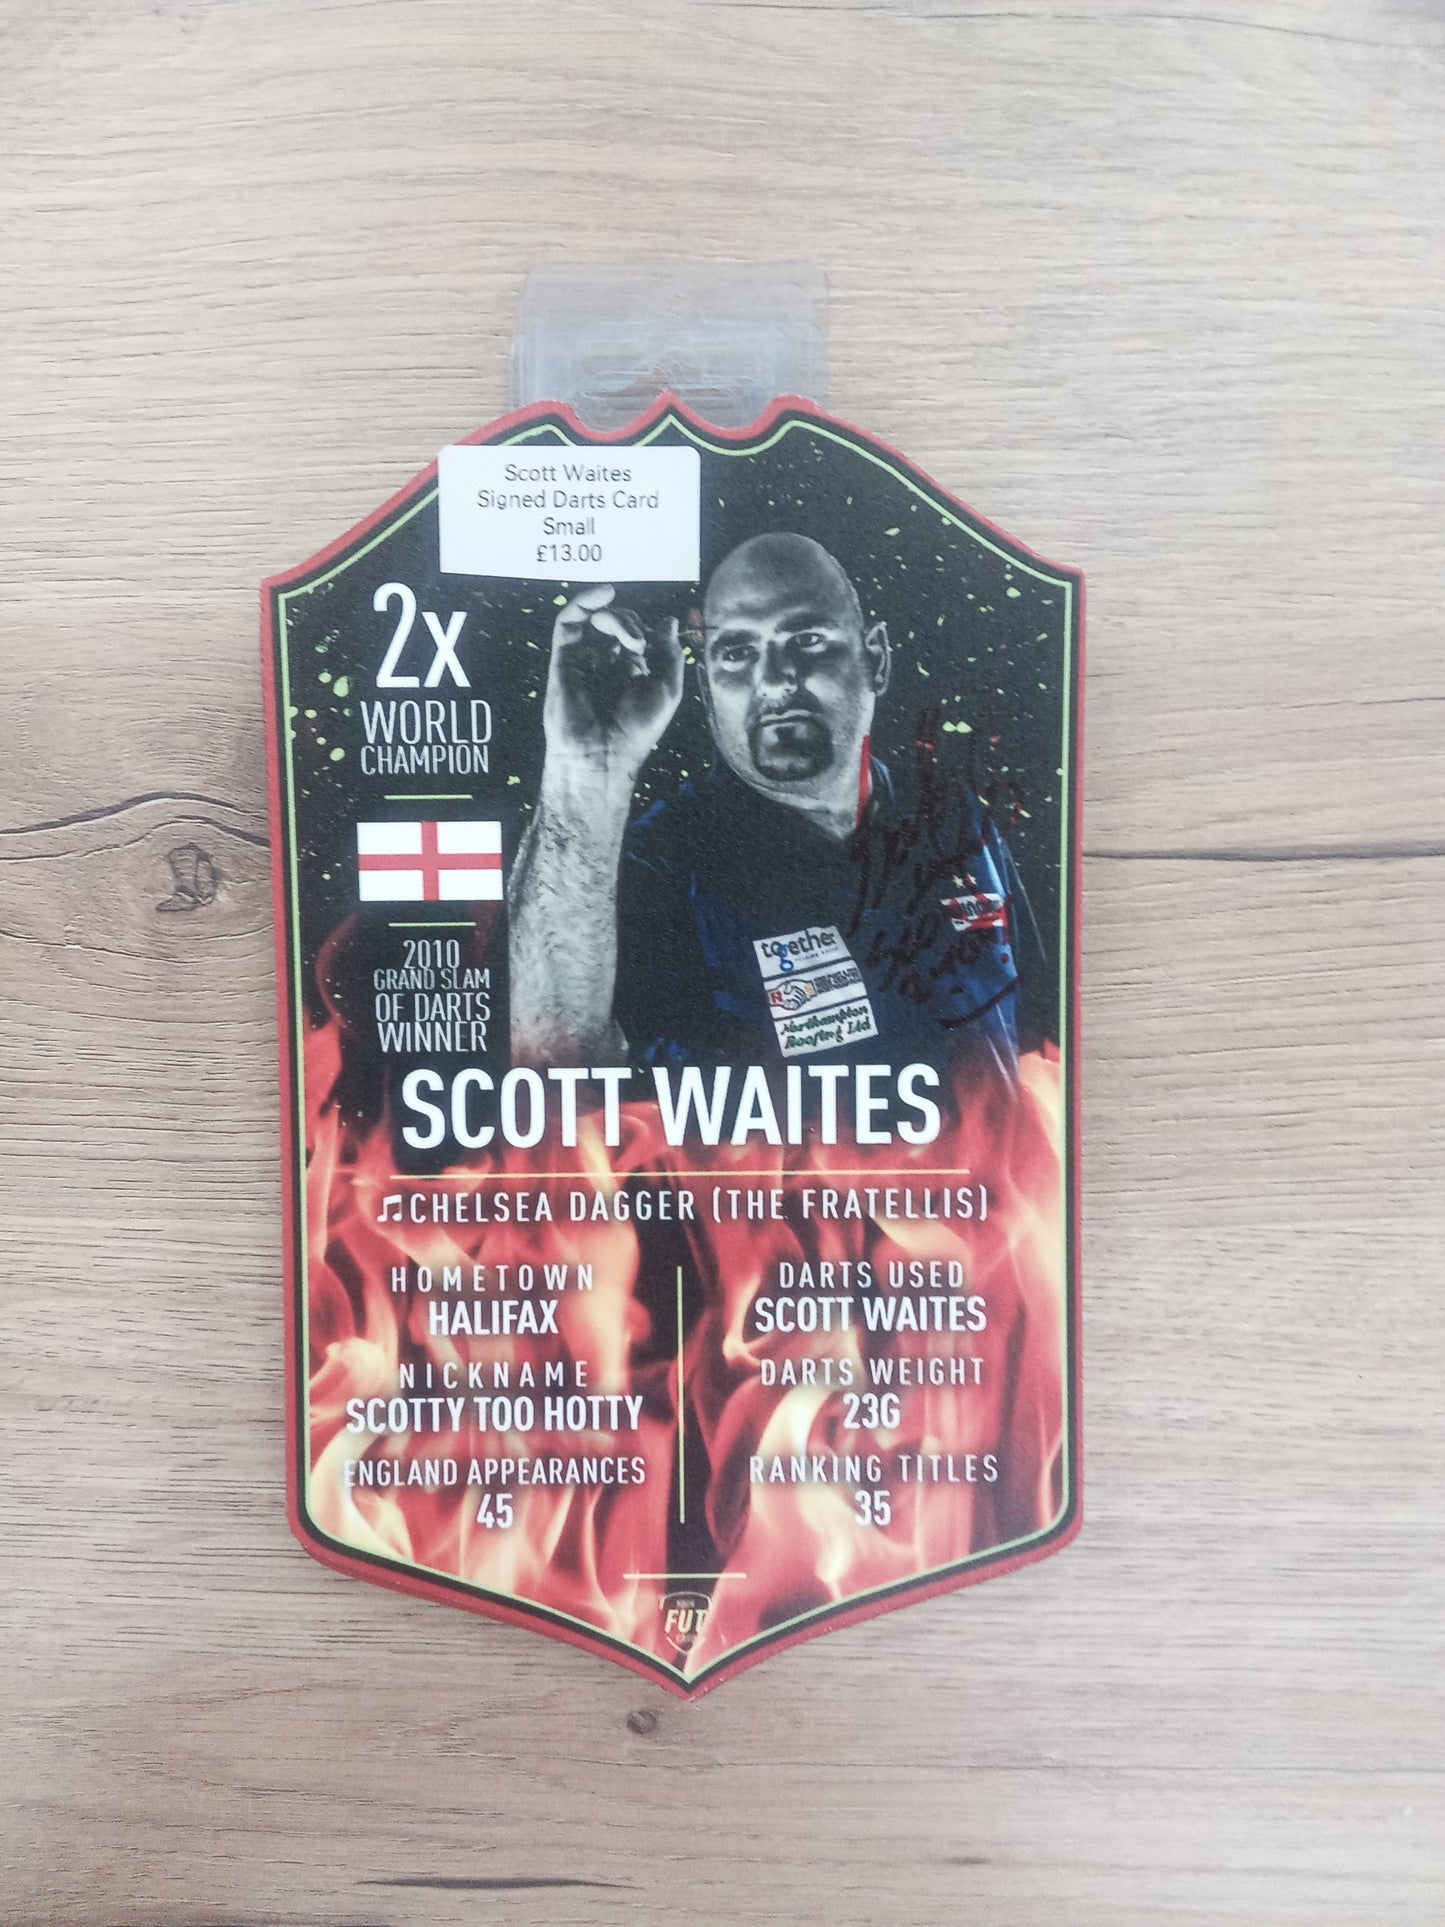 Scott Waites
Signed Darts Card
Small
£13.00
2x
WORLD
CHAMPION
2010
GRAND SLAM
OF DARTS
WINNER
together
Northampton
Roofing Ltd
SCOTT WAITES
♫CHELSEA DAGGER (THE FRATELLIS)
HOMETOWN
HALIFAX
NICKNAME
SCOTTY TOO HOTTY
ENGLAND APPEARANCES
45
DARTS USED
SCOTT WAITES
DARTS WEIGHT
23G
RANKING TITLES
35
FUT